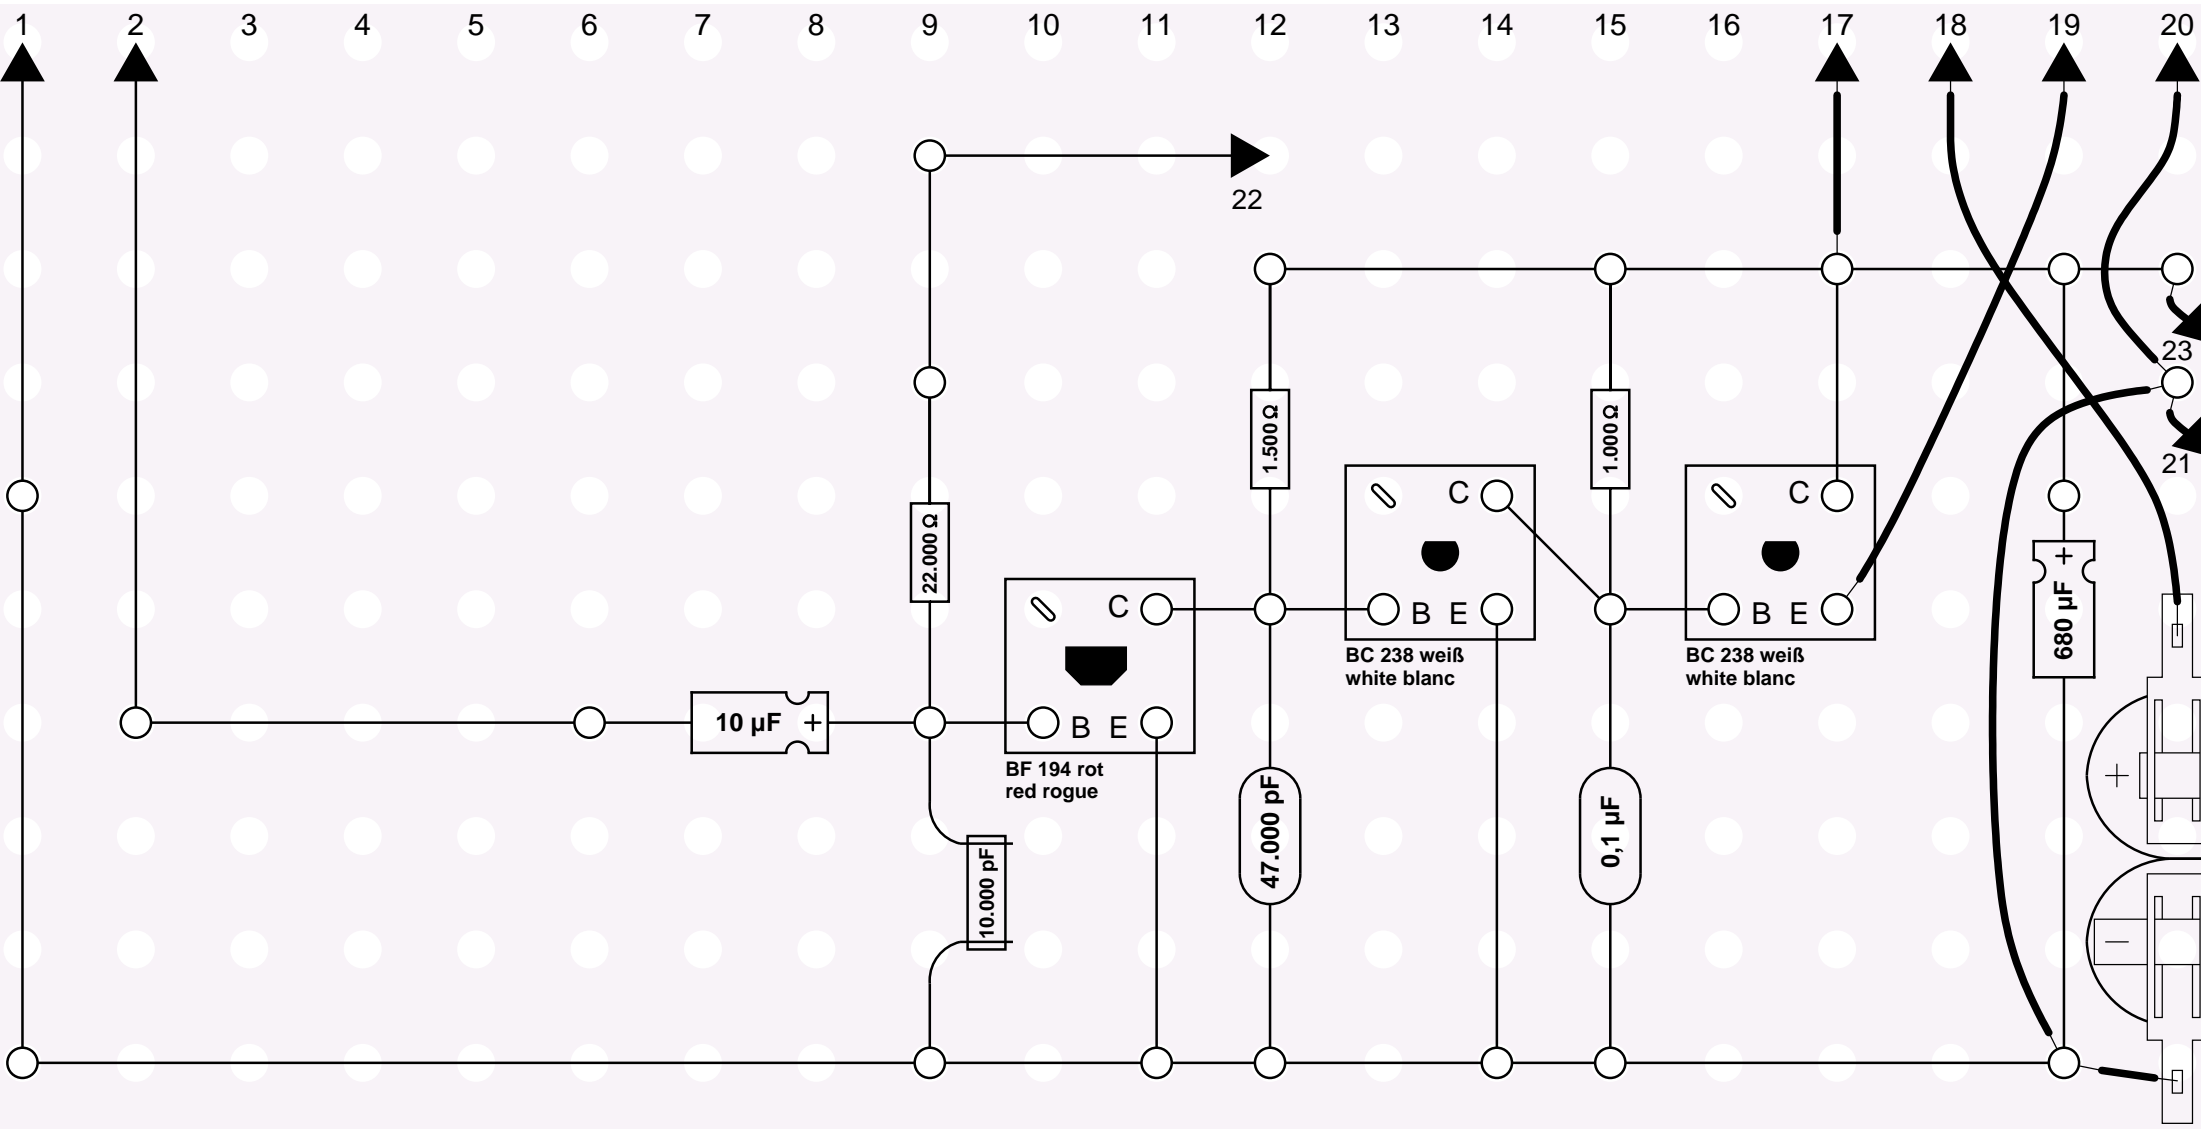 1 2 3 4 5 6 7 8 9 10 11 12 13 14 15 16 17 18 19 20
22
23
21
1.500 Ω
1.000 Ω
22.000 Ω
C
B E
BC 238 weiß
white blanc
C
B E
BC 238 weiß
white blanc
+
680 µF
C
B E
BF 194 rot
red rogue
10 µF +
10.000 pF
47.000 pF
0,1 µF
+
−